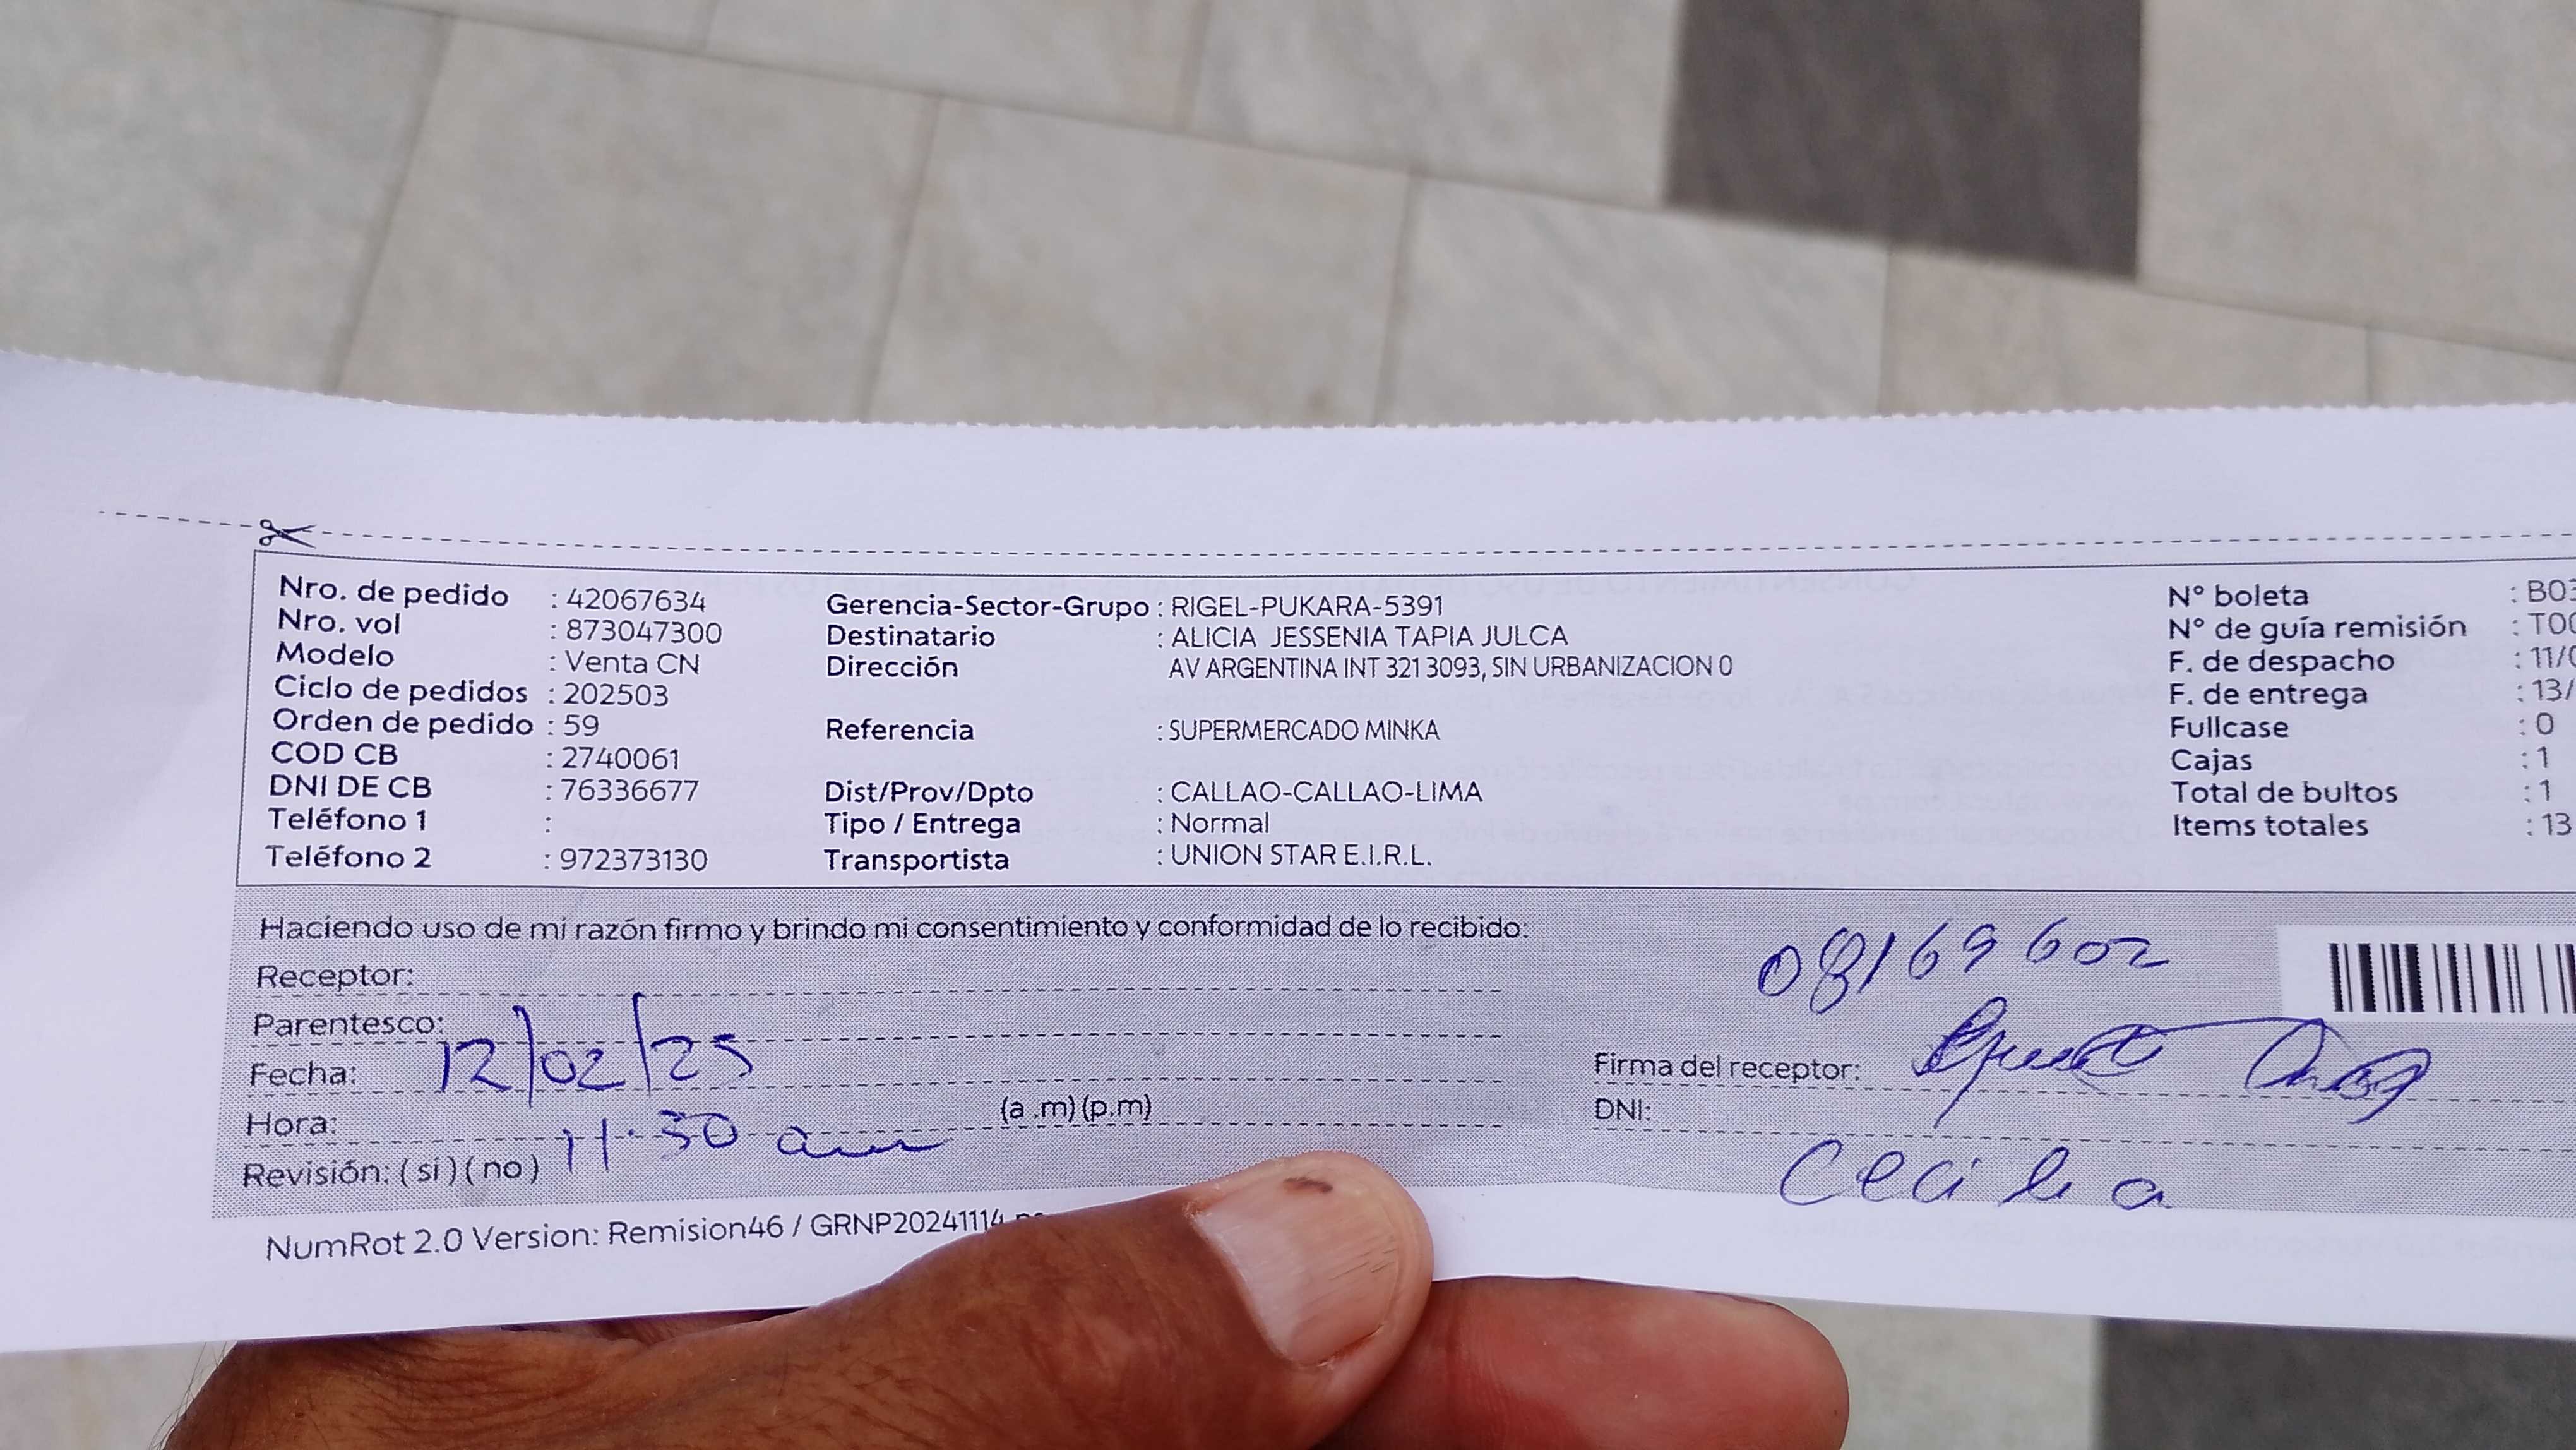 Nro. de pedido : 42067634
Nro. vol : 873047300
Modelo : Venta CN
Ciclo de pedidos : 202503
Orden de pedido : 59
COD CB : 2740061
DNI DE CB : 76336677
Teléfono 1 :
Teléfono 2 : 972373130
Gerencia-Sector-Grupo : RIGEL-PUKARA-5391
Destinatario : ALICIA JESSENIA TAPIA JULCA
Dirección AV ARGENTINA INT 321 3093, SIN URBANIZACION 0
Referencia : SUPERMERCADO MINKA
Dist/Prov/Dpto : CALLAO-CALLAO-LIMA
Tipo / Entrega : Normal
Transportista : UNION STAR E.I.R.L.
N° boleta : B03
N° de guía remisión : T00
F. de despacho : 11/0
F. de entrega : 13/
Fullcase : 0
Cajas : 1
Total de bultos : 1
Items totales : 13
Haciendo uso de mi razón firmo y brindo mi consentimiento y conformidad de lo recibido:
Receptor:
Parentesco:
Fecha: 12/02/25
Hora: 11:30 am (a .m) (p.m)
Revisión: ( si ) ( no )
08169602
Firma del receptor:
DNI:
Cecilia
NumRot 2.0 Version: Remision46 / GRNP20241114